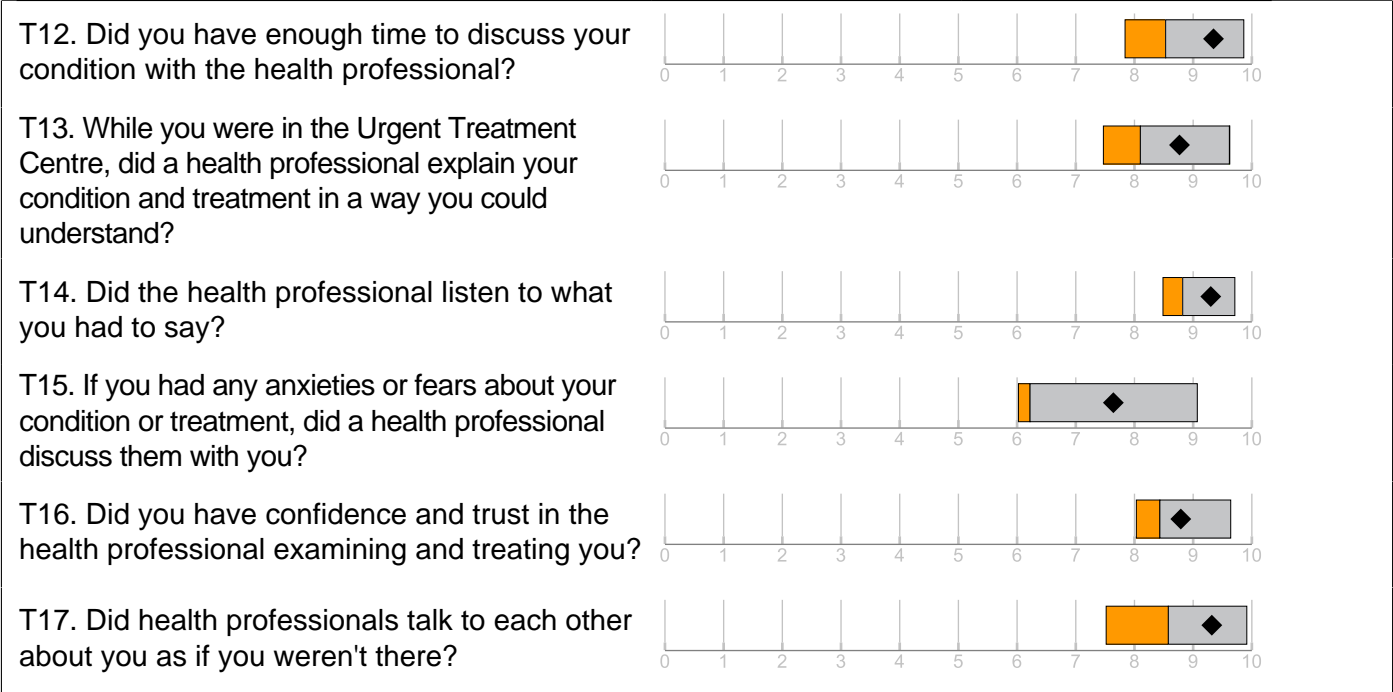 T12. Did you have enough time to discuss your
condition with the health professional?
0 1 2 3 4 5 6 7 8 9 10
T13. While you were in the Urgent Treatment
Centre, did a health professional explain your
condition and treatment in a way you could
understand?
0 1 2 3 4 5 6 7 8 9 10
T14. Did the health professional listen to what
you had to say?
0 1 2 3 4 5 6 7 8 9 10
T15. If you had any anxieties or fears about your
condition or treatment, did a health professional
discuss them with you?
0 1 2 3 4 5 6 7 8 9 10
T16. Did you have confidence and trust in the
health professional examining and treating you?
0 1 2 3 4 5 6 7 8 9 10
T17. Did health professionals talk to each other
about you as if you weren't there?
0 1 2 3 4 5 6 7 8 9 10